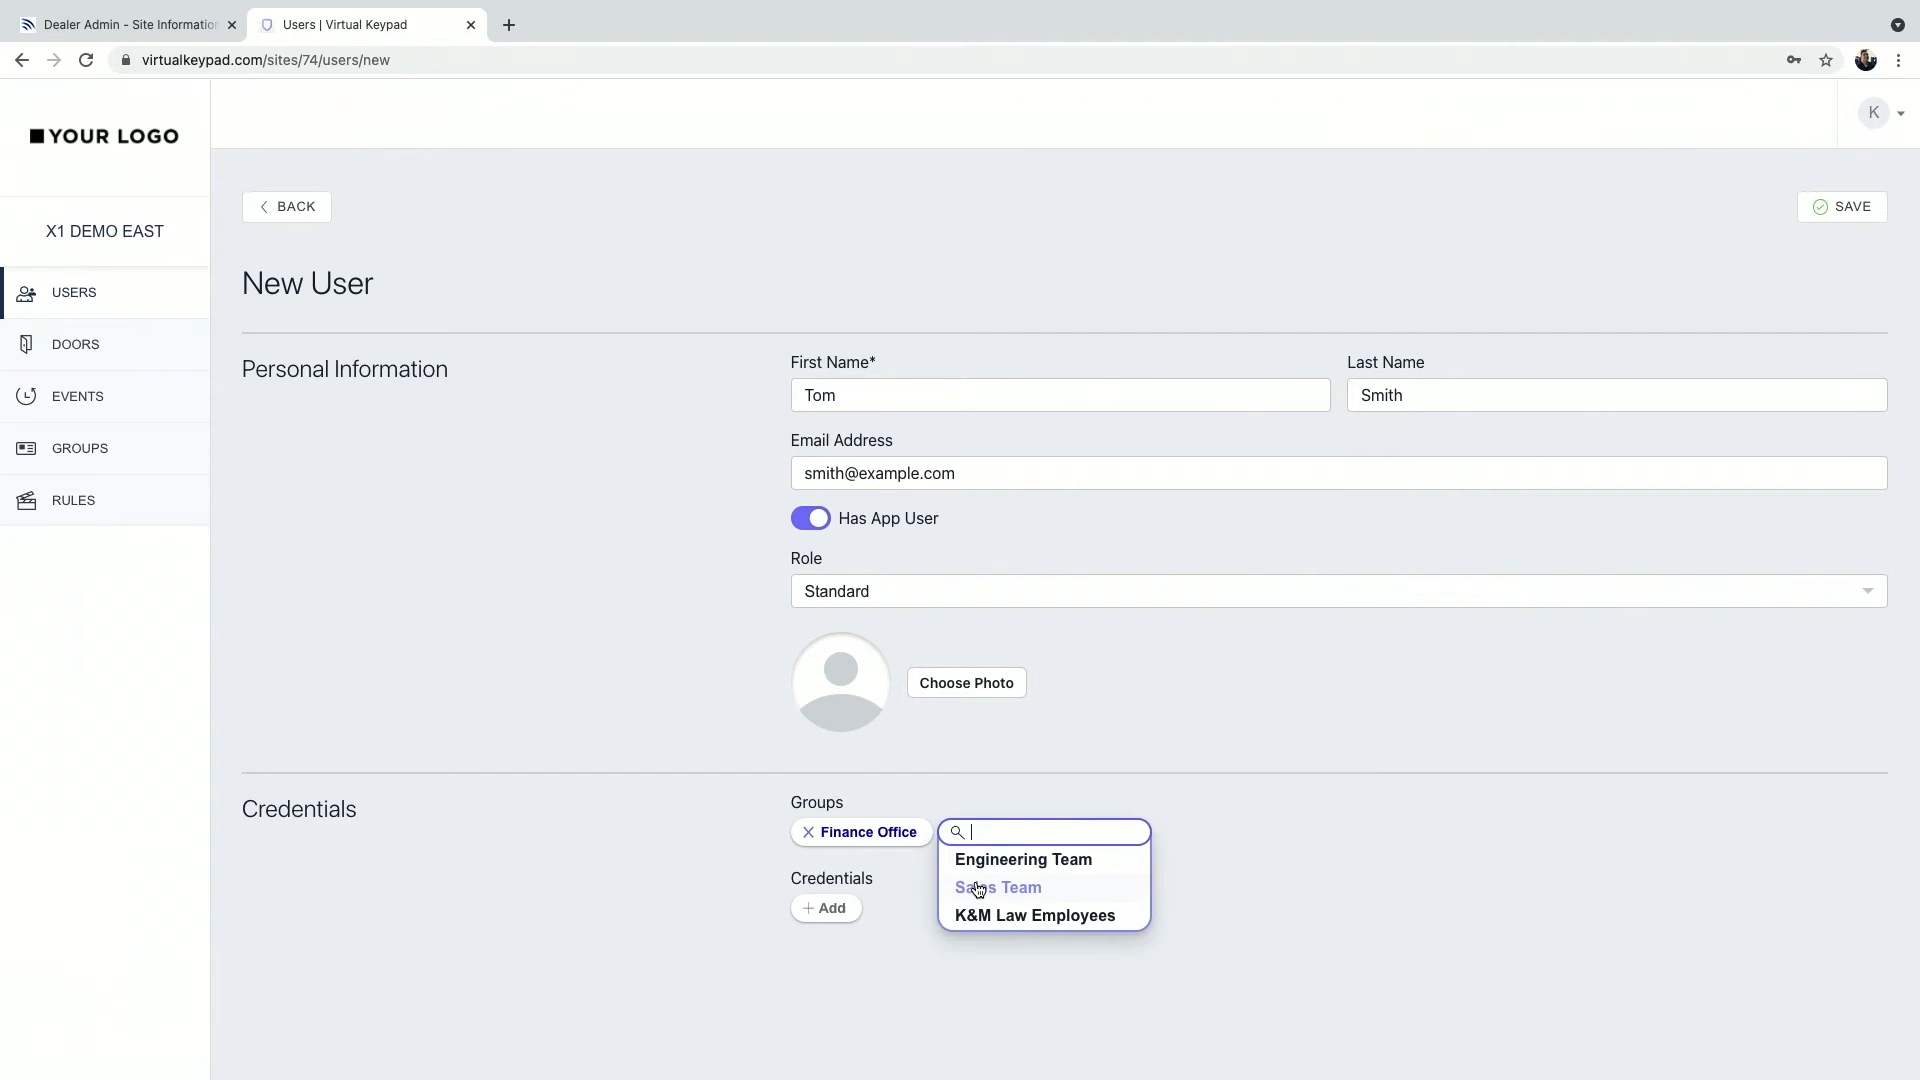 Dealer Admin - Site Information
Users | Virtual Keypad
virtualkeypad.com/sites/74/users/new
YOUR LOGO
K
X1 DEMO EAST
BACK
SAVE
USERS
New User
DOORS
Personal Information
First Name*
Last Name
Tom
Smith
EVENTS
Email Address
GROUPS
smith@example.com
RULES
Has App User
Role
Standard
Choose Photo
Credentials
Groups
Finance Office
Engineering Team
Credentials
Sales Team
+ Add
K&M Law Employees